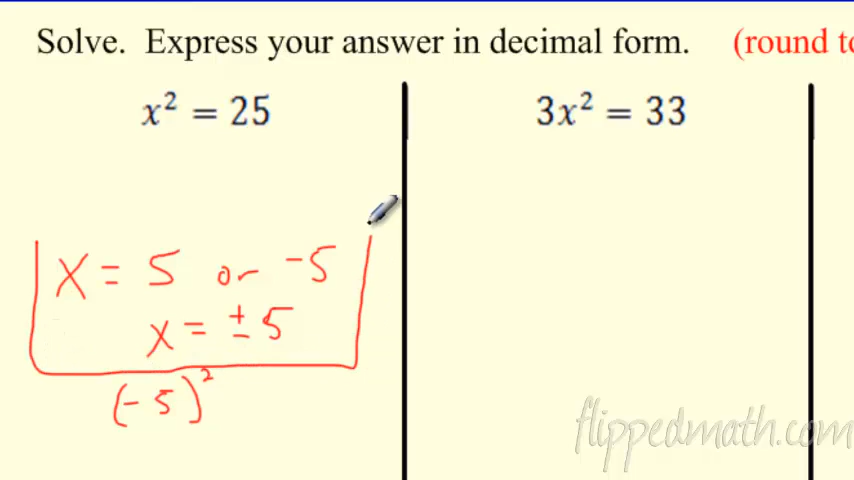 Solve. Express your answer in decimal form. (round to
x² = 25
x = 5 or -5
x = ± 5
(-5)²
3x² = 33
flippedmath.com